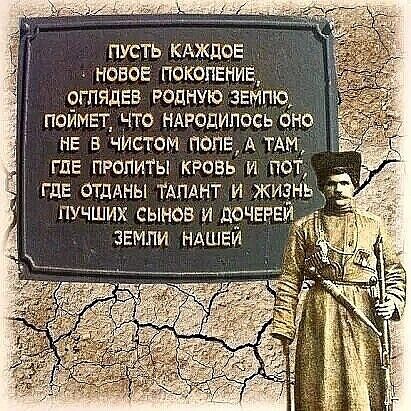 ПУСТЬ КАЖДОЕ
НОВОЕ ПОКОЛЕНИЕ,
ОГЛЯДЕВ РОДНУЮ ЗЕМЛЮ,
ПОЙМЕТ, ЧТО НАРОДИЛОСЬ ОНО
НЕ В ЧИСТОМ ПОЛЕ, А ТАМ,
ГДЕ ПРОЛИТЫ КРОВЬ И ПОТ,
ГДЕ ОТДАНЫ ТАЛАНТ И ЖИЗНЬ
ЛУЧШИХ СЫНОВ И ДОЧЕРЕЙ
ЗЕМЛИ НАШЕЙ